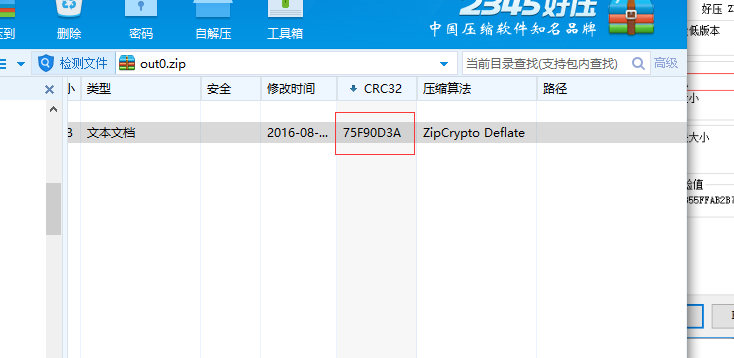 2345好压
好压
删除 密码 自解压 工具箱
中国压缩软件知名品牌
低版本
检测文件 out0.zip 当前目录查找(支持包内查找) 高级
小 类型 安全 修改时间 CRC32 压缩算法 路径
大小
文本文档 2016-08-... 75F90D3A ZipCrypto Deflate
大小
验值
55FFAB2B